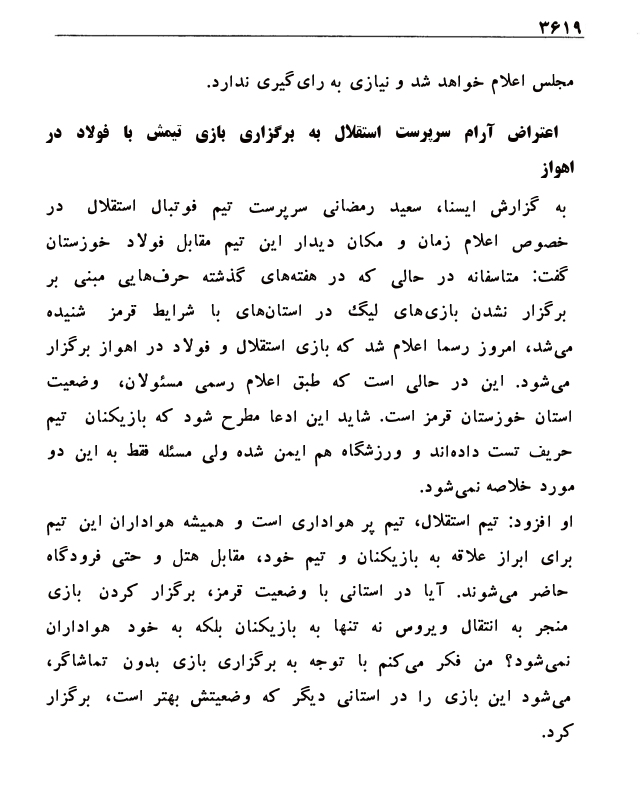 ۳۶۱۹
مجلس اعلام خواهد شد و نیازی به رای‌گیری ندارد.
اعتراض آرام سرپرست استقلال به برگزاری بازی تیمش با فولاد در
اهواز
به گزارش ایسنا، سعید رمضانی سرپرست تیم فوتبال استقلال در
خصوص اعلام زمان و مکان دیدار این تیم مقابل فولاد خوزستان
گفت: متاسفانه در حالی که در هفته‌های گذشته حرف‌هایی مبنی بر
برگزار نشدن بازی‌های لیگ در استان‌های با شرایط قرمز شنیده
می‌شد، امروز رسما اعلام شد که بازی استقلال و فولاد در اهواز برگزار
می‌شود. این در حالی است که طبق اعلام رسمی مسئولان، وضعیت
استان خوزستان قرمز است. شاید این ادعا مطرح شود که بازیکنان تیم
حریف تست داده‌اند و ورزشگاه هم ایمن شده ولی مسئله فقط به این دو
مورد خلاصه نمی‌شود.
او افزود: تیم استقلال، تیم پر هواداری است و همیشه هواداران این تیم
برای ابراز علاقه به بازیکنان و تیم خود، مقابل هتل و حتی فرودگاه
حاضر می‌شوند. آیا در استانی با وضعیت قرمز، برگزار کردن بازی
منجر به انتقال ویروس نه تنها به بازیکنان بلکه به خود هواداران
نمی‌شود؟ من فکر می‌کنم با توجه به برگزاری بازی بدون تماشاگر،
می‌شود این بازی را در استانی دیگر که وضعیتش بهتر است، برگزار
کرد.